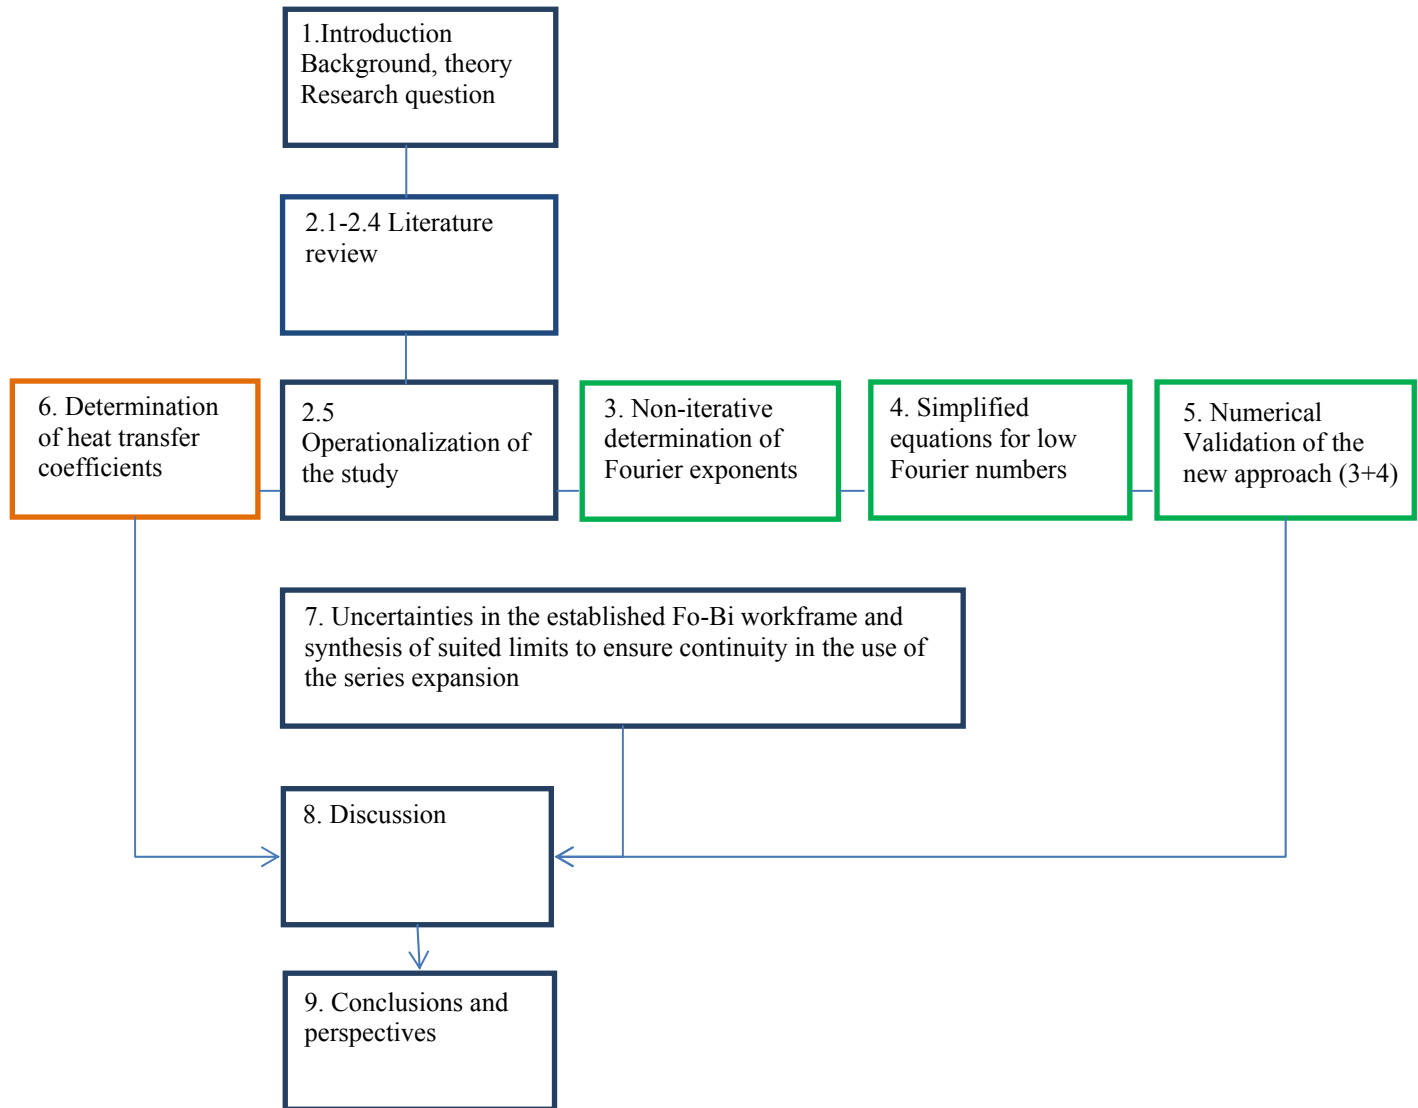 1.Introduction
Background, theory
Research question
2.1-2.4 Literature
review
6. Determination
of heat transfer
coefficients
2.5
Operationalization of
the study
3. Non-iterative
determination of
Fourier exponents
4. Simplified
equations for low
Fourier numbers
5. Numerical
Validation of the
new approach (3+4)
7. Uncertainties in the established Fo-Bi workframe and
synthesis of suited limits to ensure continuity in the use of
the series expansion
8. Discussion
9. Conclusions and
perspectives